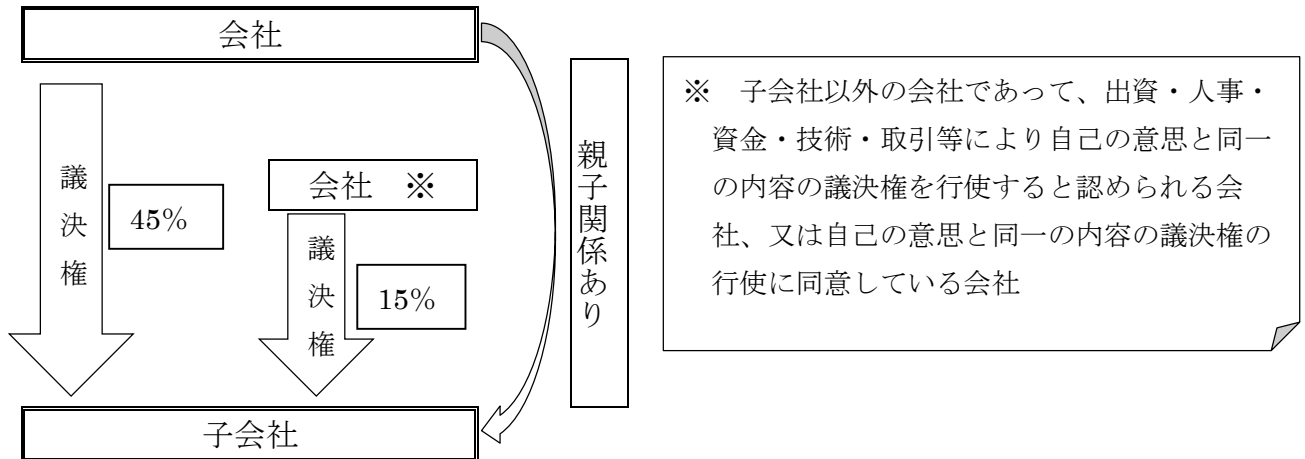 会社
議決権
45%
会社 ※
議決権
15%
親子関係あり
子会社
※ 子会社以外の会社であって、出資・人事・
資金・技術・取引等により自己の意思と同一
の内容の議決権を行使すると認められる会
社、又は自己の意思と同一の内容の議決権の
行使に同意している会社